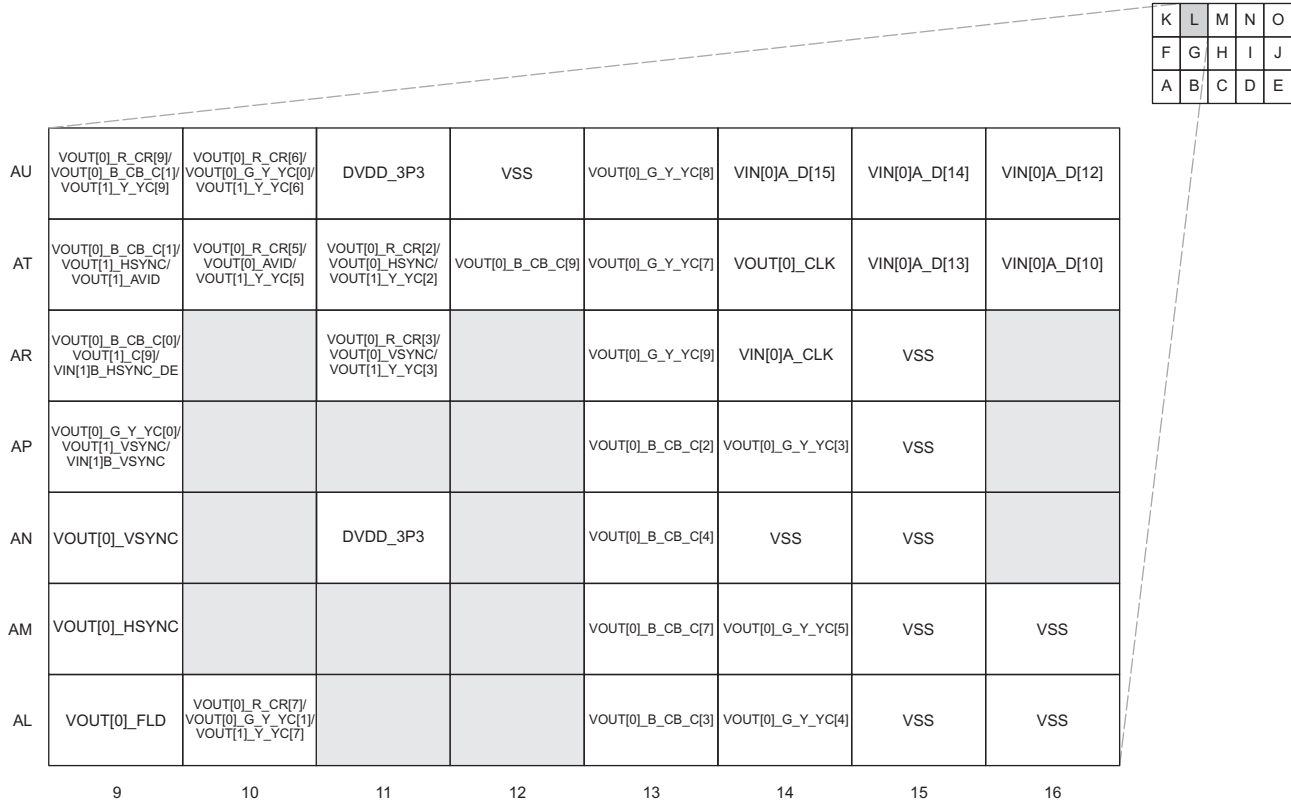 K L M N O
F G H I J
A B C D E
AU
VOUT[0]_R_CR[9]/
VOUT[0]_B_CB_C[1]/
VOUT[1]_Y_YC[9]
VOUT[0]_R_CR[6]/
VOUT[0]_G_Y_YC[0]/
VOUT[1]_Y_YC[6]
DVDD_3P3
VSS
VOUT[0]_G_Y_YC[8]
VIN[0]A_D[15]
VIN[0]A_D[14]
VIN[0]A_D[12]
AT
VOUT[0]_B_CB_C[1]/
VOUT[1]_HSYNC/
VOUT[1]_AVID
VOUT[0]_R_CR[5]/
VOUT[0]_AVID/
VOUT[1]_Y_YC[5]
VOUT[0]_R_CR[2]/
VOUT[0]_HSYNC/
VOUT[1]_Y_YC[2]
VOUT[0]_B_CB_C[9]
VOUT[0]_G_Y_YC[7]
VOUT[0]_CLK
VIN[0]A_D[13]
VIN[0]A_D[10]
AR
VOUT[0]_B_CB_C[0]/
VOUT[1]_C[9]/
VIN[1]B_HSYNC_DE
VOUT[0]_R_CR[3]/
VOUT[0]_VSYNC/
VOUT[1]_Y_YC[3]
VOUT[0]_G_Y_YC[9]
VIN[0]A_CLK
VSS
AP
VOUT[0]_G_Y_YC[0]/
VOUT[1]_VSYNC/
VIN[1]B_VSYNC
VOUT[0]_B_CB_C[2]
VOUT[0]_G_Y_YC[3]
VSS
AN
VOUT[0]_VSYNC
DVDD_3P3
VOUT[0]_B_CB_C[4]
VSS
VSS
AM
VOUT[0]_HSYNC
VOUT[0]_B_CB_C[7]
VOUT[0]_G_Y_YC[5]
VSS
VSS
AL
VOUT[0]_FLD
VOUT[0]_R_CR[7]/
VOUT[0]_G_Y_YC[1]/
VOUT[1]_Y_YC[7]
VOUT[0]_B_CB_C[3]
VOUT[0]_G_Y_YC[4]
VSS
VSS
9 10 11 12 13 14 15 16